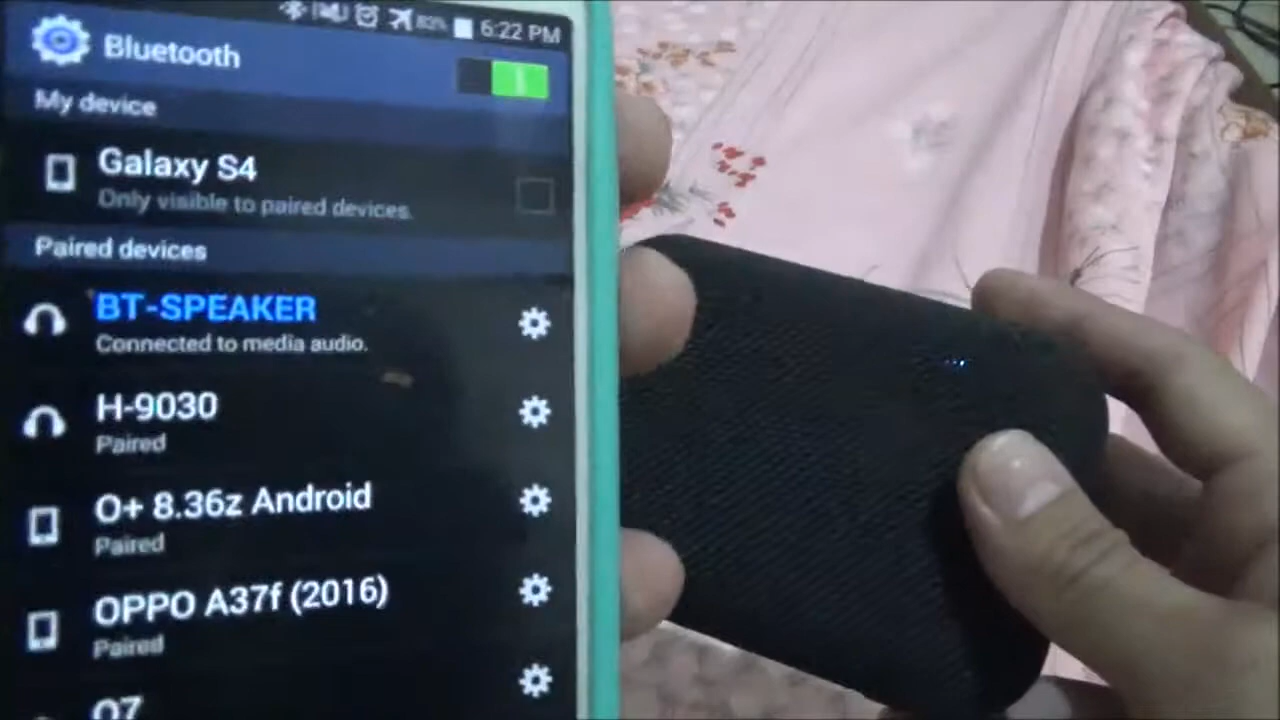 83% 6:22 PM
Bluetooth
My device
Galaxy S4
Only visible to paired devices.
Paired devices
BT-SPEAKER
Connected to media audio.
H-9030
Paired
O+ 8.36z Android
Paired
OPPO A37f (2016)
Paired